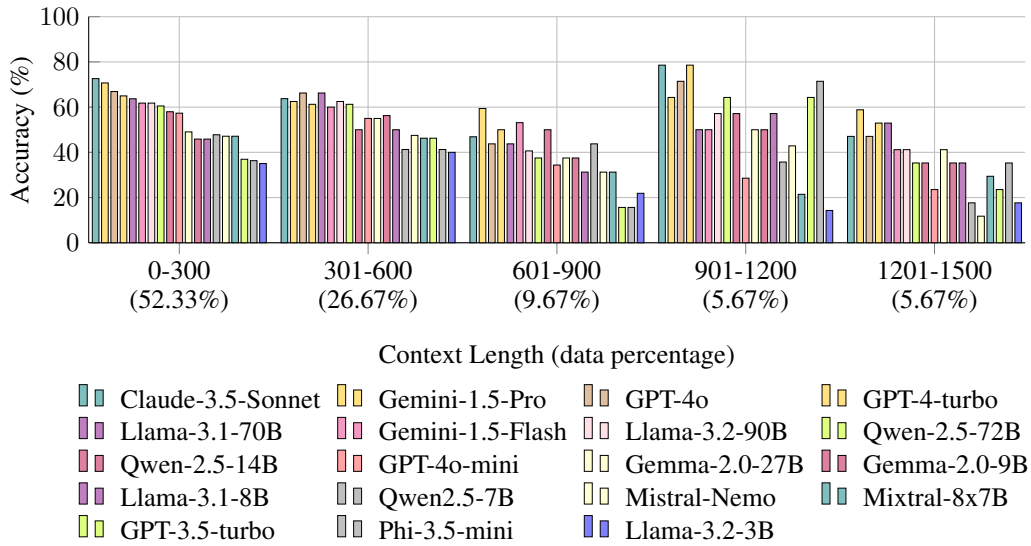 100
80
60
40
20
0
Accuracy (%)
0-300 301-600 601-900 901-1200 1201-1500
(52.33%) (26.67%) (9.67%) (5.67%) (5.67%)
Context Length (data percentage)
Claude-3.5-Sonnet Gemini-1.5-Pro GPT-4o GPT-4-turbo
Llama-3.1-70B Gemini-1.5-Flash Llama-3.2-90B Qwen-2.5-72B
Qwen-2.5-14B GPT-4o-mini Gemma-2.0-27B Gemma-2.0-9B
Llama-3.1-8B Qwen2.5-7B Mistral-Nemo Mixtral-8x7B
GPT-3.5-turbo Phi-3.5-mini Llama-3.2-3B